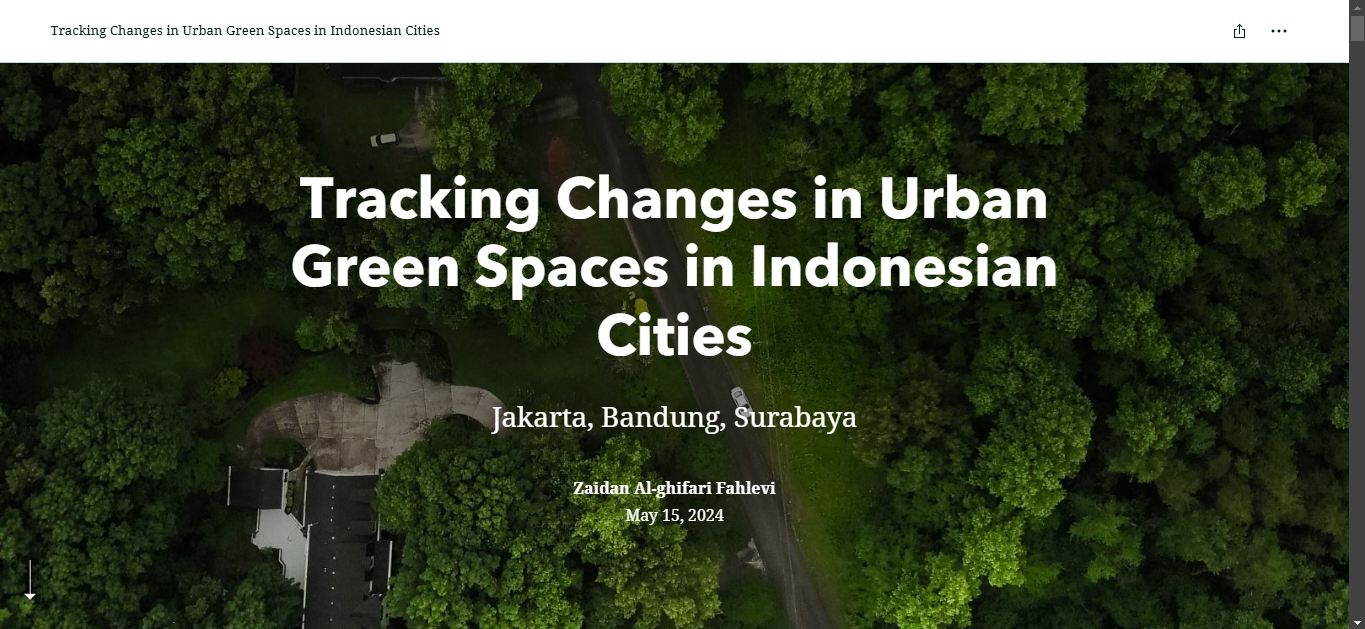 Tracking Changes in Urban Green Spaces in Indonesian Cities
Tracking Changes in Urban
Green Spaces in Indonesian
Cities
Jakarta, Bandung, Surabaya
Zaidan Al-ghifari Fahlevi
May 15, 2024